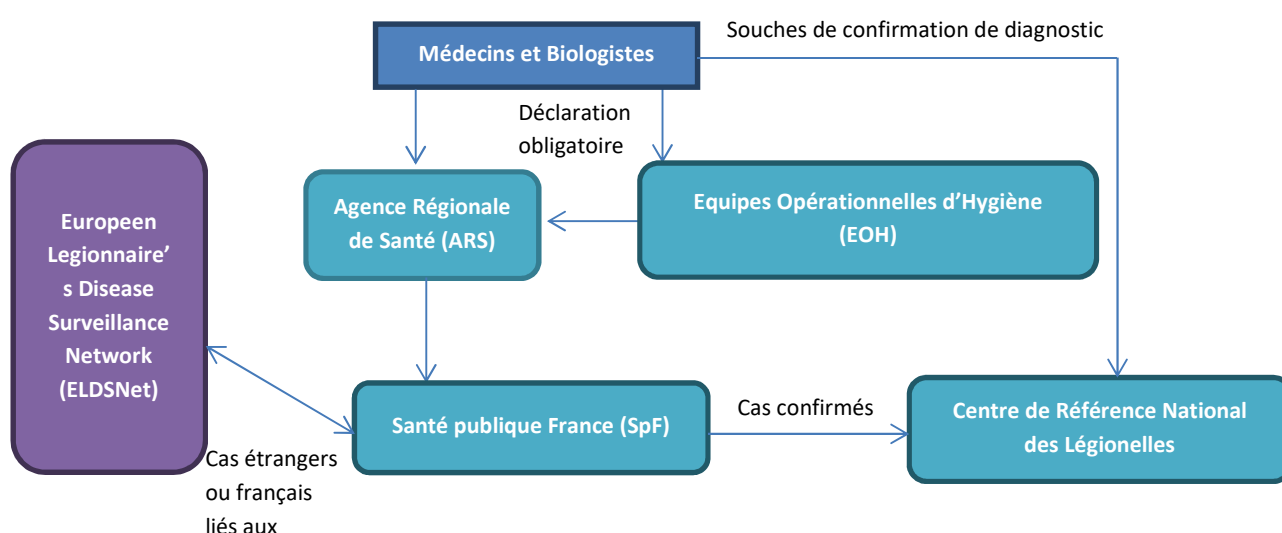 Souches de confirmation de diagnostic
Médecins et Biologistes
Déclaration
obligatoire
Agence Régionale
de Santé (ARS)
Equipes Opérationnelles d’Hygiène
(EOH)
Europeen
Legionnaire’
s Disease
Surveillance
Network
(ELDSNet)
Santé publique France (SpF)
Cas confirmés
Centre de Référence National
des Légionelles
Cas étrangers
ou français
liés aux